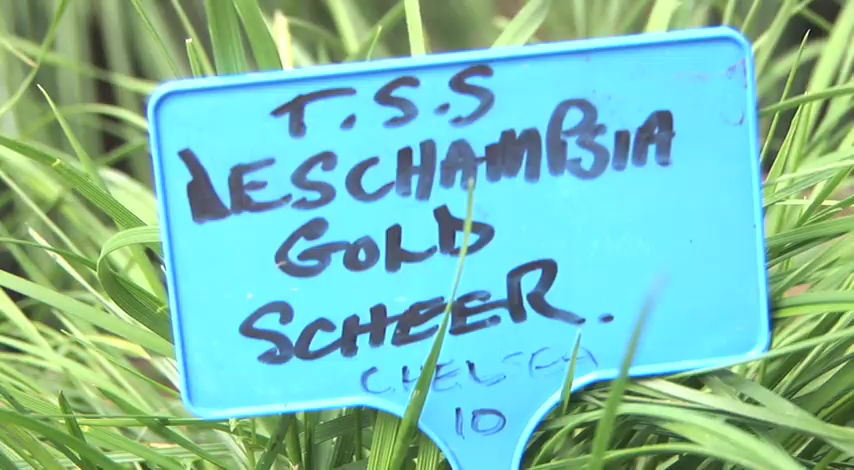 T.S.S
DESCHAMPSIA
GOLD
SCHEER.
CHELSEA
10